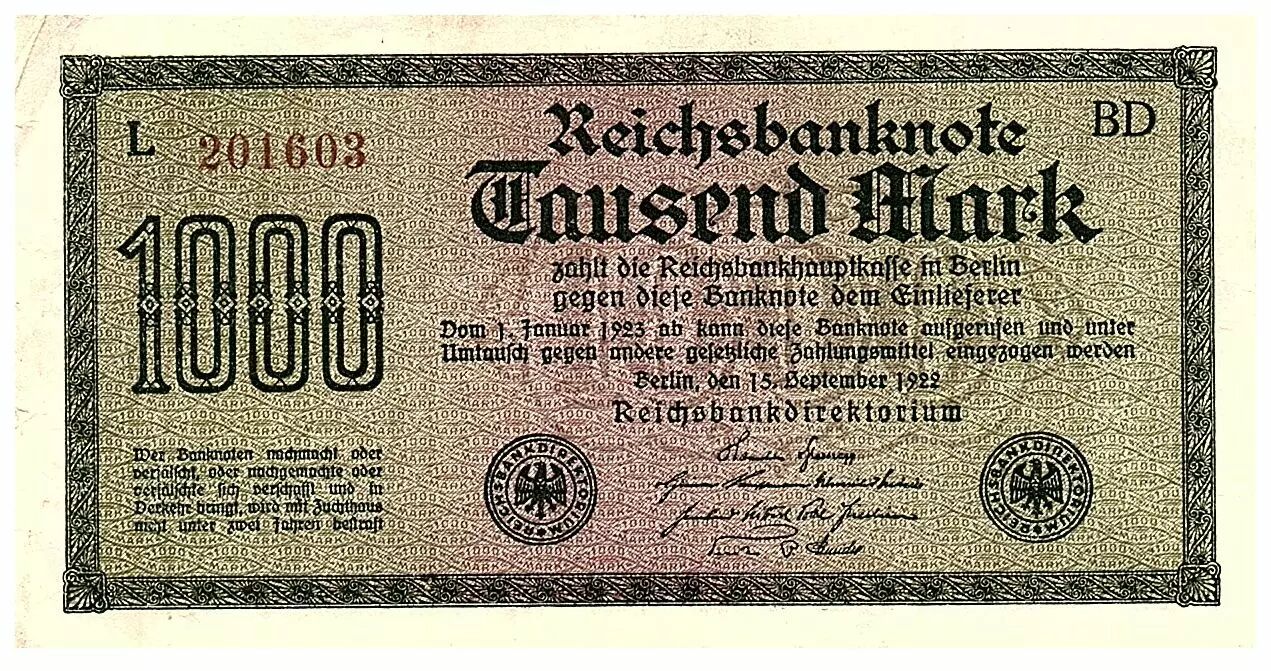 L 201603
BD
Reichsbanknote
Tausend Mark
1000
zahlt die Reichsbankhauptkasse in Berlin
gegen diese Banknote dem Einlieferer
Vom 1. Januar 1923 ab kann diese Banknote aufgerufen und unter
Umtausch gegen andere gesetzliche Zahlungsmittel eingezogen werden
Berlin, den 15. September 1922
Reichsbankdirektorium
Wer Banknoten nachmacht oder
verfälscht, oder nachgemachte oder
verfälschte sich verschafft und in
Verkehr bringt, wird mit Zuchthaus
nicht unter zwei Jahren bestraft
REICHSBANKDIREKTORIUM
REICHSBANKDIREKTORIUM